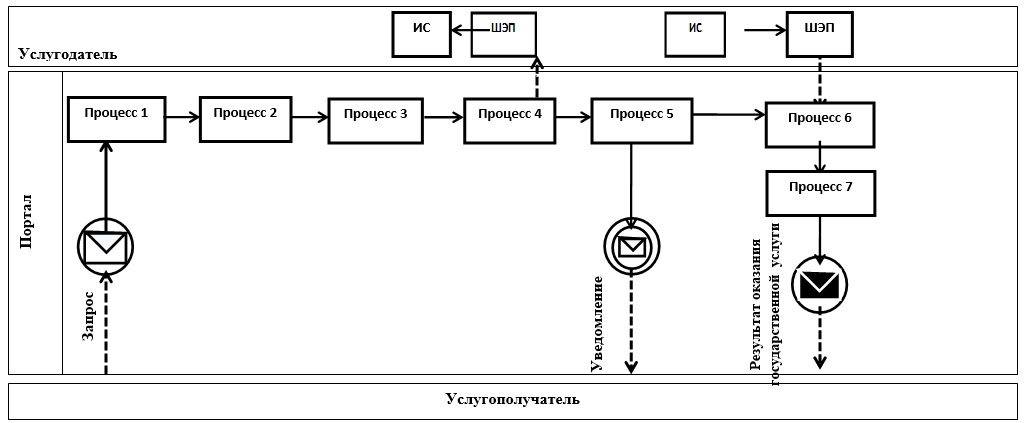 Услугодатель
ИС
ШЭП
ИС
ШЭП
Портал
Процесс 1
Процесс 2
Процесс 3
Процесс 4
Процесс 5
Процесс 6
Процесс 7
Запрос
Уведомление
Результат оказания
государственной услуги
Услугополучатель